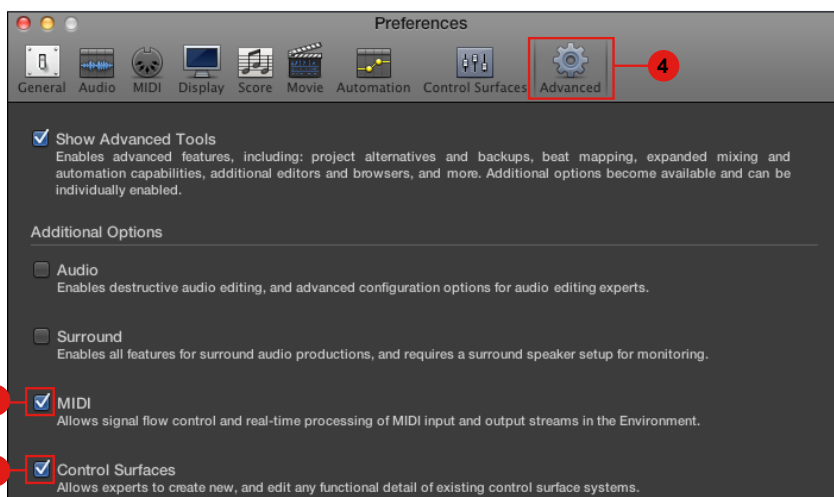 Preferences
General Audio MIDI Display Score Movie Automation Control Surfaces Advanced
4
Show Advanced Tools
Enables advanced features, including: project alternatives and backups, beat mapping, expanded mixing and
automation capabilities, additional editors and browsers, and more. Additional options become available and can be
individually enabled.
Additional Options
Audio
Enables destructive audio editing, and advanced configuration options for audio editing experts.
Surround
Enables all features for surround audio productions, and requires a surround speaker setup for monitoring.
MIDI
Allows signal flow control and real-time processing of MIDI input and output streams in the Environment.
Control Surfaces
Allows experts to create new, and edit any functional detail of existing control surface systems.